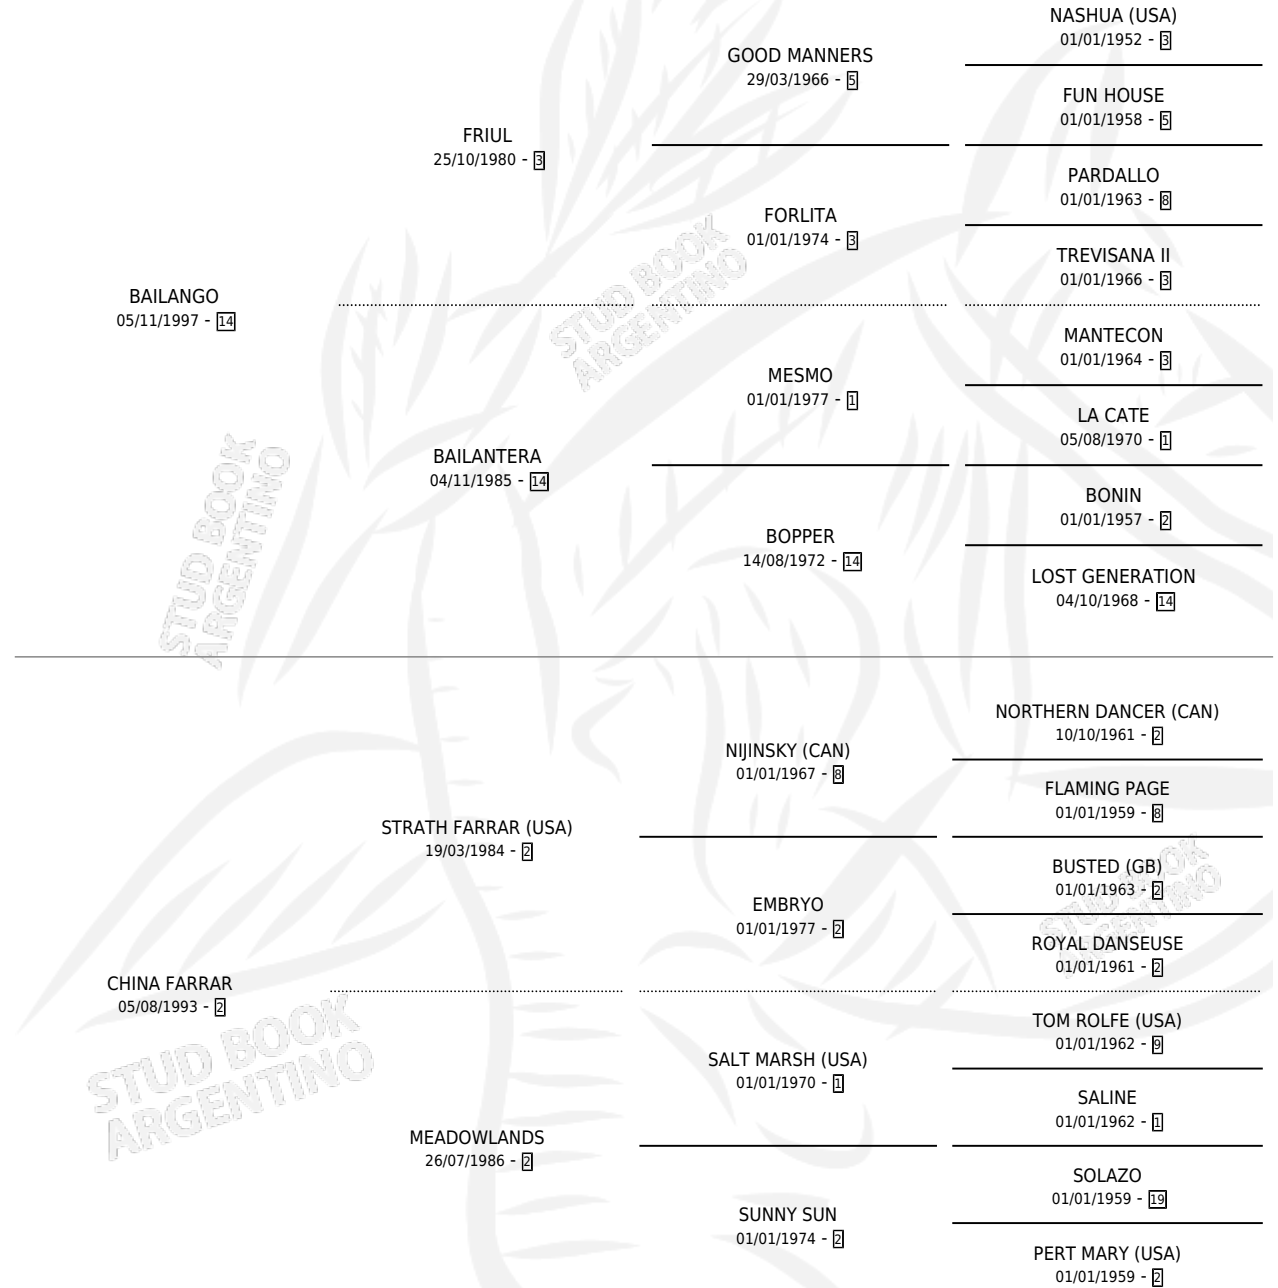 NASHUA (USA)
01/01/1952 - 3
GOOD MANNERS
29/03/1966 - 5
FUN HOUSE
01/01/1958 - 5
FRIUL
25/10/1980 - 3
PARDALLO
01/01/1963 - 8
FORLITA
01/01/1974 - 3
TREVISANA II
01/01/1966 - 3
BAILANGO
05/11/1997 - 14
MANTECON
01/01/1964 - 3
MESMO
01/01/1977 - 1
LA CATE
05/08/1970 - 1
BAILANTERA
04/11/1985 - 14
BONIN
01/01/1957 - 2
BOPPER
14/08/1972 - 14
LOST GENERATION
04/10/1968 - 14
NORTHERN DANCER (CAN)
10/10/1961 - 2
NIJINSKY (CAN)
01/01/1967 - 8
FLAMING PAGE
01/01/1959 - 8
STRATH FARRAR (USA)
19/03/1984 - 2
BUSTED (GB)
01/01/1963 - 2
EMBRYO
01/01/1977 - 2
ROYAL DANSEUSE
01/01/1961 - 2
CHINA FARRAR
05/08/1993 - 2
TOM ROLFE (USA)
01/01/1962 - 9
SALT MARSH (USA)
01/01/1970 - 1
SALINE
01/01/1962 - 1
MEADOWLANDS
26/07/1986 - 2
SOLAZO
01/01/1959 - 19
SUNNY SUN
01/01/1974 - 2
PERT MARY (USA)
01/01/1959 - 2
STUD BOOK
ARGENTINO
STUD BOOK
ARGENTINO
STUD BOOK
ARGENTINO
STUD BOOK
ARGENTINO